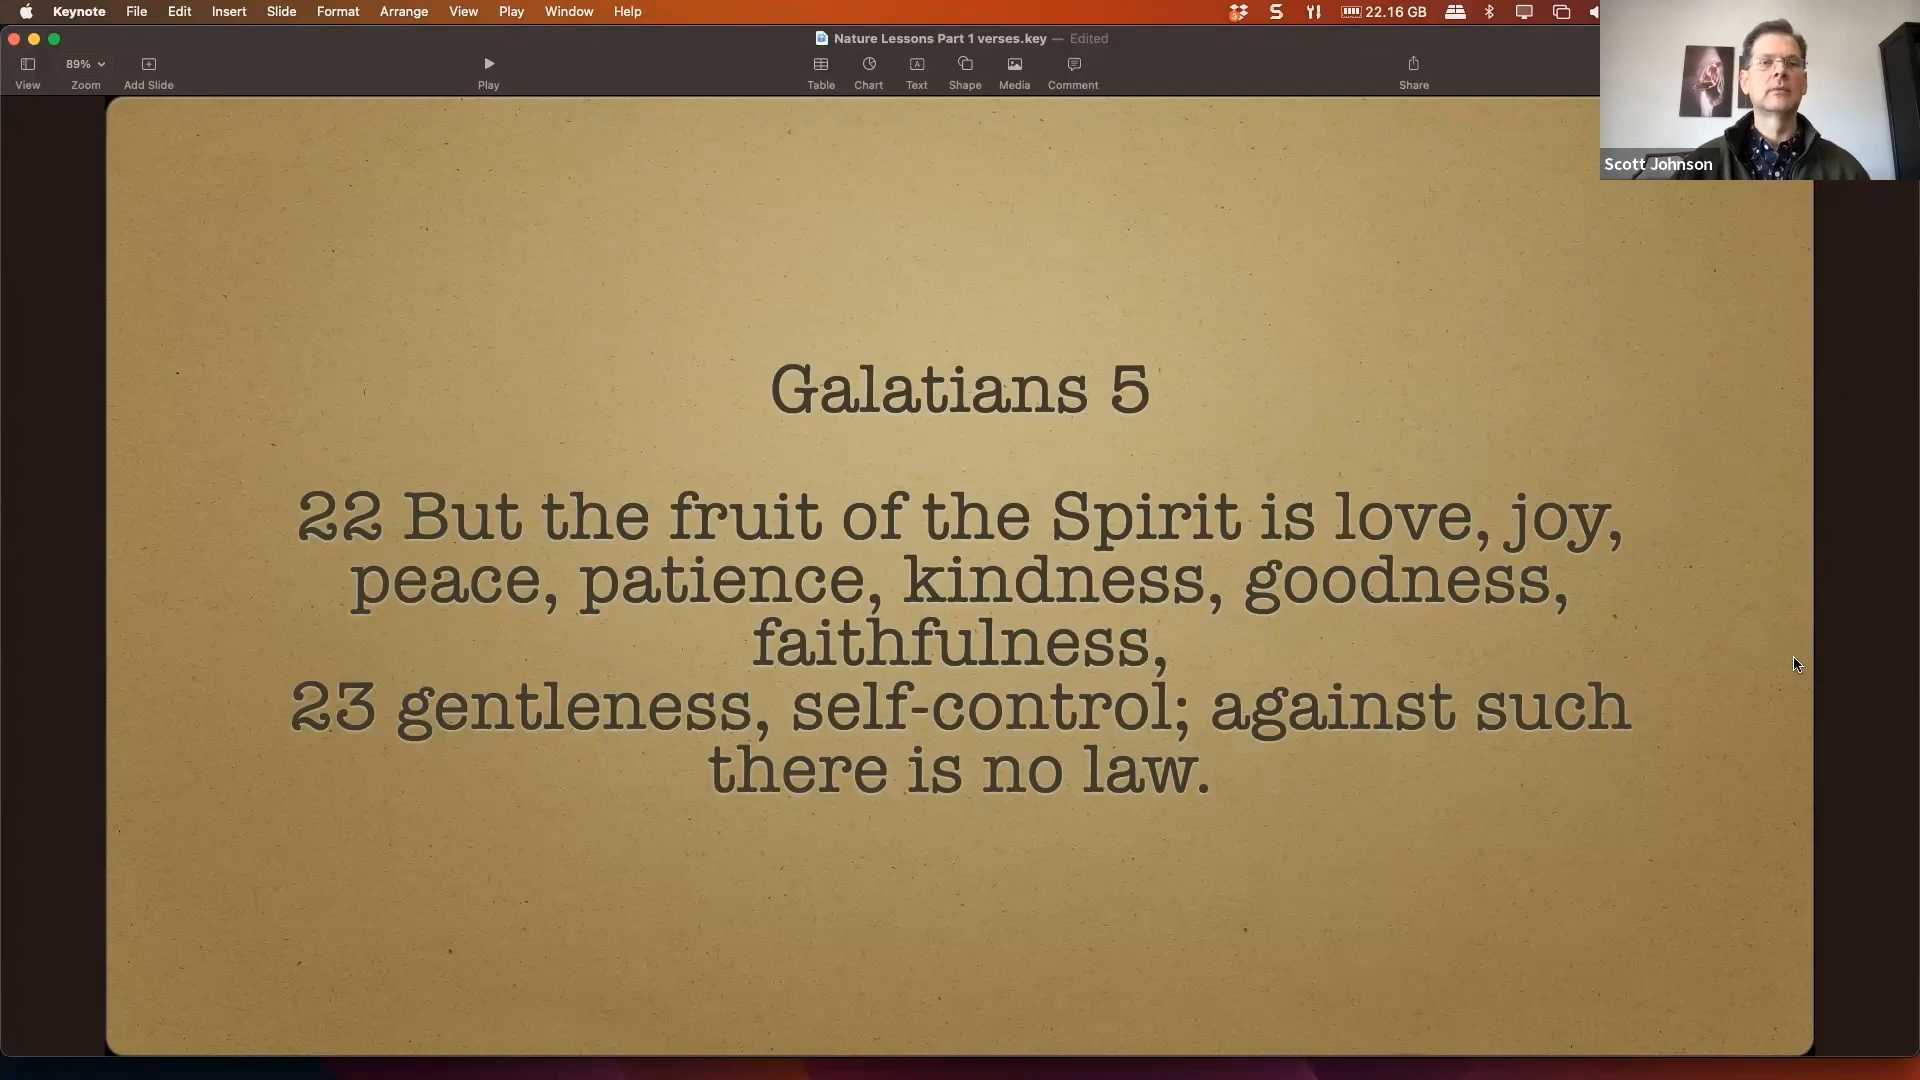 Keynote File Edit Insert Slide Format Arrange View Play Window Help 3 S 22.16 GB
Nature Lessons Part 1 verses.key — Edited
89%
View Zoom Add Slide Play Table Chart Text Shape Media Comment Share
Scott Johnson
Galatians 5
22 But the fruit of the Spirit is love, joy,
peace, patience, kindness, goodness,
faithfulness,
23 gentleness, self-control; against such
there is no law.